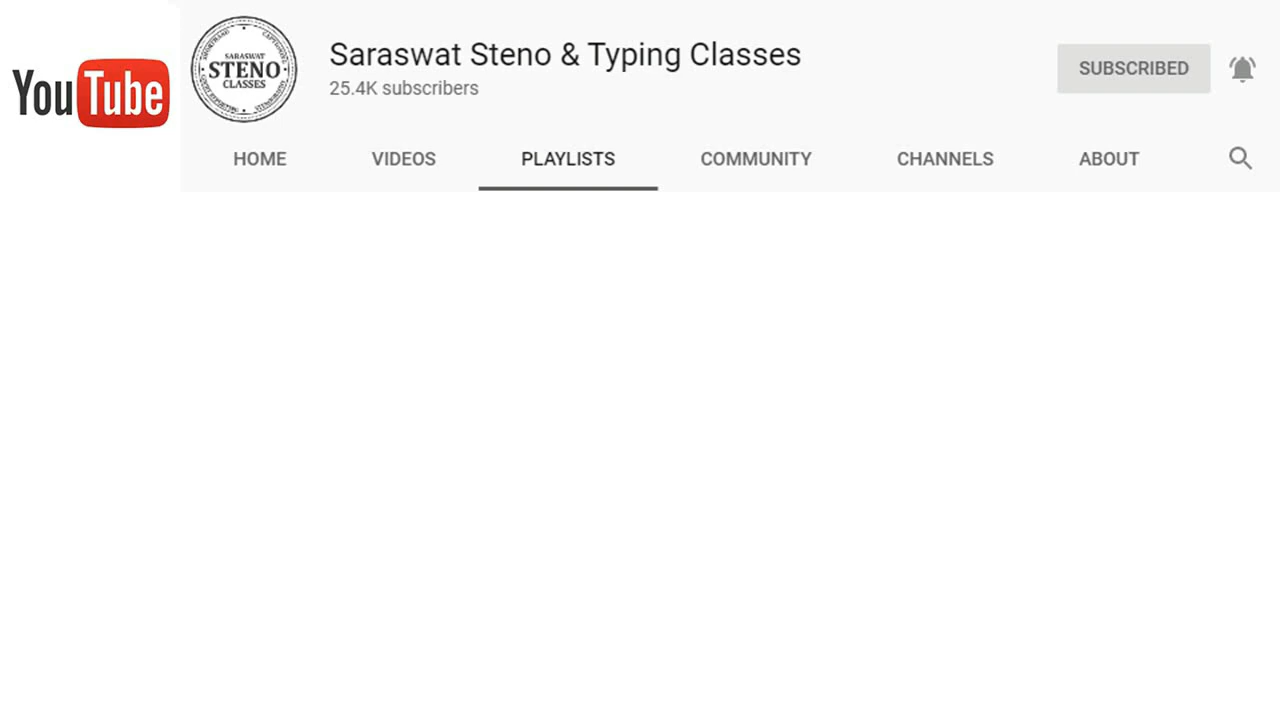 YouTube
SARASWAT
STENO
CLASSES
Saraswat Steno & Typing Classes
25.4K subscribers
SUBSCRIBED
HOME
VIDEOS
PLAYLISTS
COMMUNITY
CHANNELS
ABOUT